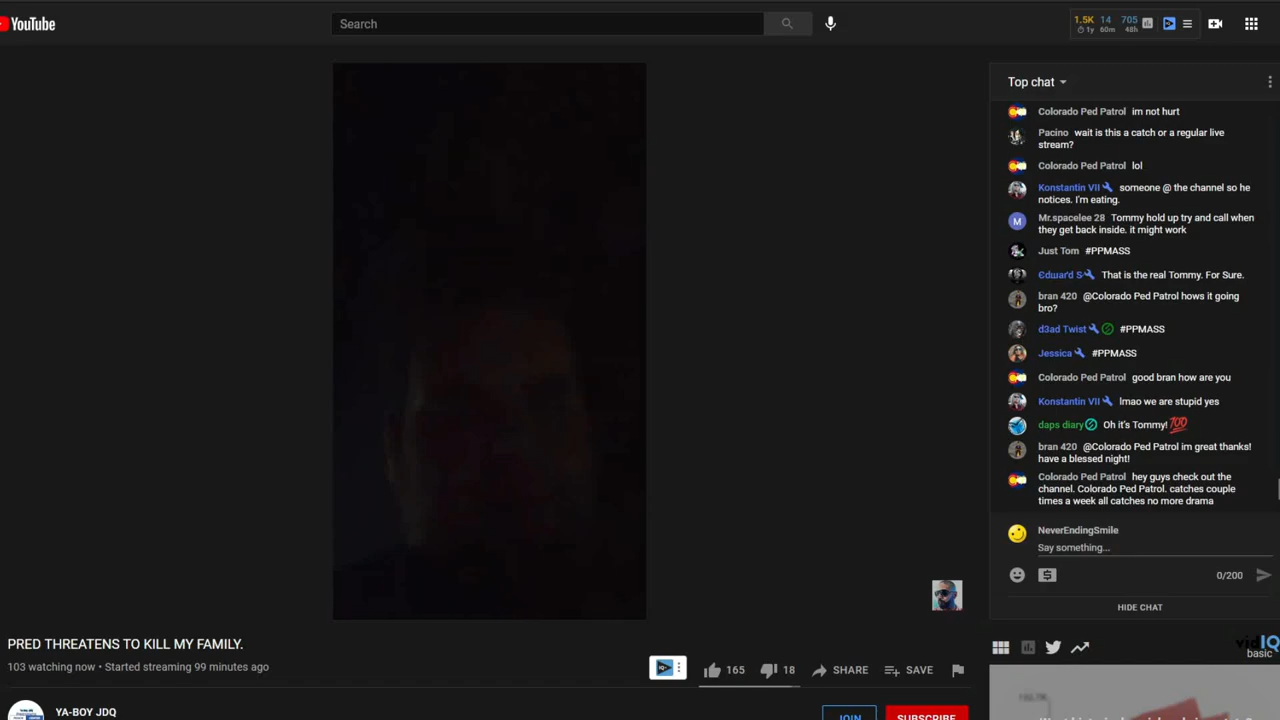 YouTube
Search
1.5K 14 705
1y 60m 48h
Top chat
Colorado Ped Patrol im not hurt
Pacino wait is this a catch or a regular live
stream?
Colorado Ped Patrol lol
Konstantin VII someone @ the channel so he
notices. I'm eating.
M
Mr.spacelee 28 Tommy hold up try and call when
they get back inside. it might work
Just Tom #PPMASS
Єdɯaɾd S That is the real Tommy. For Sure.
bran 420 @Colorado Ped Patrol hows it going
bro?
d3ad Twist #PPMASS
Jessica #PPMASS
Colorado Ped Patrol good bran how are you
Konstantin VII lmao we are stupid yes
daps diary Oh it's Tommy! 💯
bran 420 @Colorado Ped Patrol im great thanks!
have a blessed night!
Colorado Ped Patrol hey guys check out the
channel. Colorado Ped Patrol. catches couple
times a week all catches no more drama
NeverEndingSmile
Say something...
0/200
HIDE CHAT
PRED THREATENS TO KILL MY FAMILY.
103 watching now • Started streaming 99 minutes ago
165 18 SHARE SAVE
vidIQ
basic
YA-BOY JDQ
JOIN SUBSCRIBE